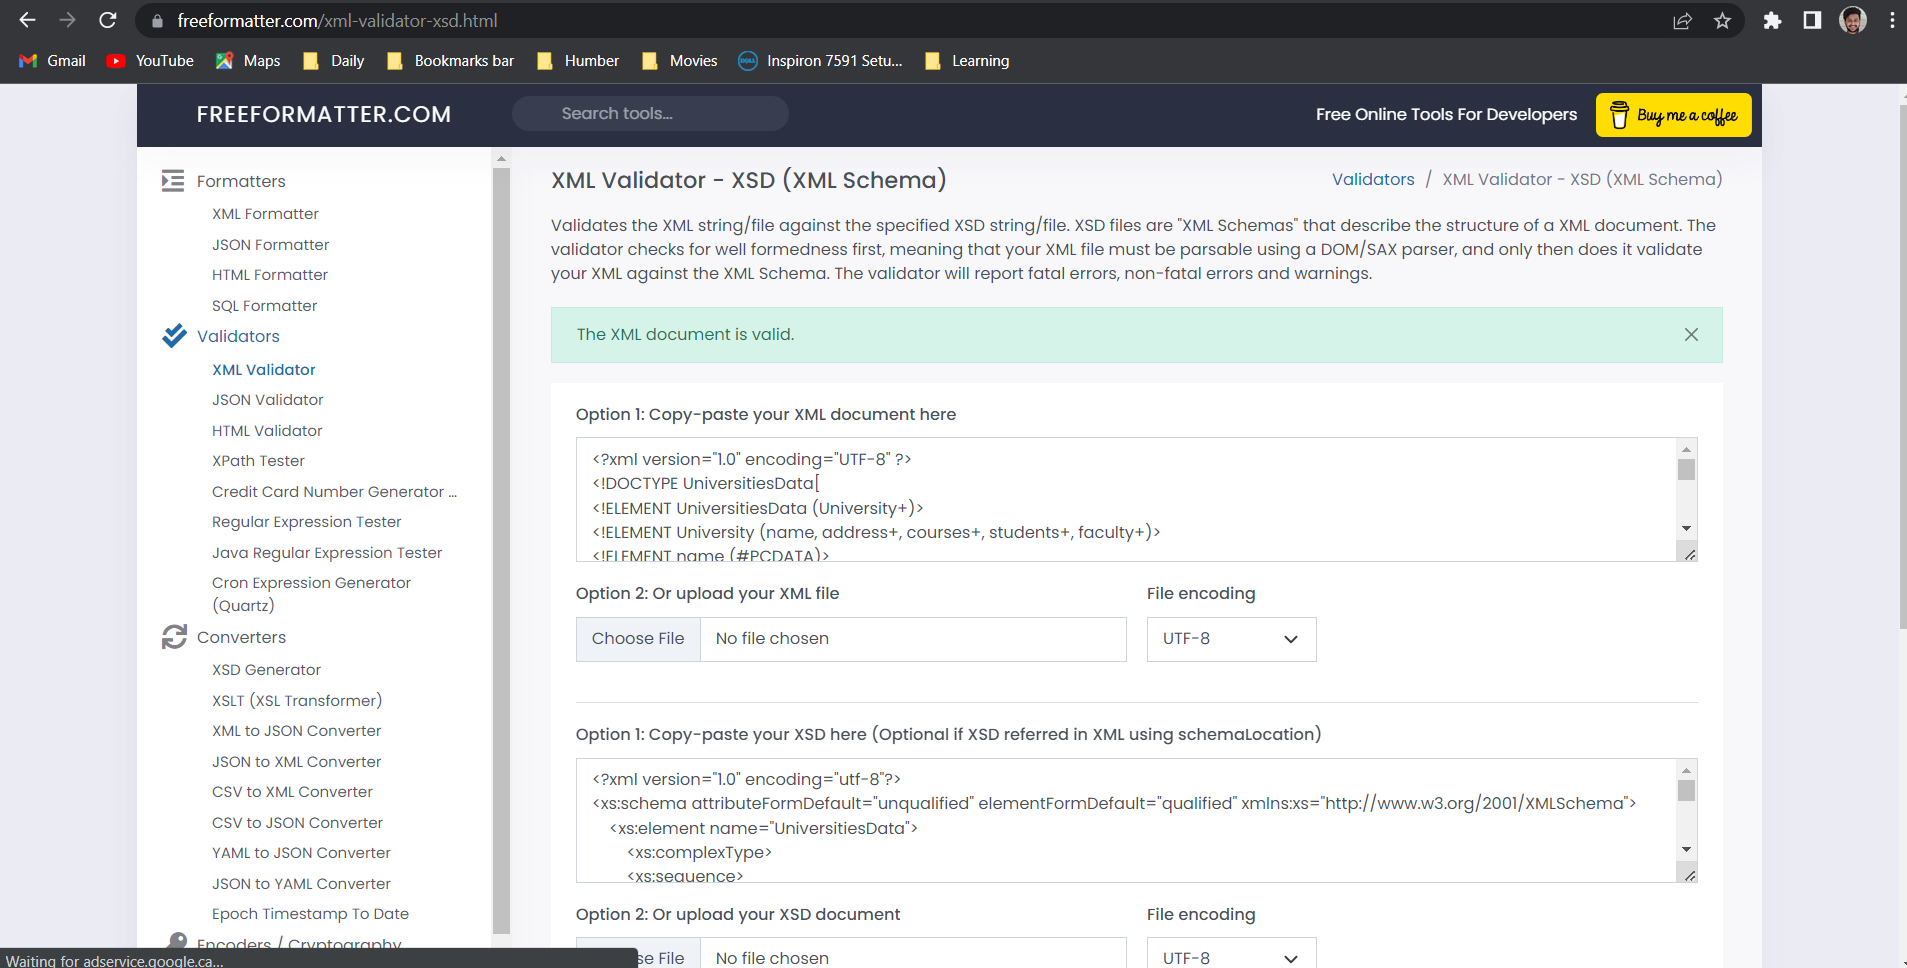 freeformatter.com/xml-validator-xsd.html
Gmail
YouTube
Maps
Daily
Bookmarks bar
Humber
Movies
DELL
Inspiron 7591 Setu...
Learning
FREEFORMATTER.COM
Search tools...
Free Online Tools For Developers
Buy me a coffee
Formatters
XML Formatter
JSON Formatter
HTML Formatter
SQL Formatter
Validators
XML Validator
JSON Validator
HTML Validator
XPath Tester
Credit Card Number Generator ...
Regular Expression Tester
Java Regular Expression Tester
Cron Expression Generator
(Quartz)
Converters
XSD Generator
XSLT (XSL Transformer)
XML to JSON Converter
JSON to XML Converter
CSV to XML Converter
CSV to JSON Converter
YAML to JSON Converter
JSON to YAML Converter
Epoch Timestamp To Date
Encoders / Cryptography
XML Validator - XSD (XML Schema)
Validators / XML Validator - XSD (XML Schema)
Validates the XML string/file against the specified XSD string/file. XSD files are "XML Schemas" that describe the structure of a XML document. The
validator checks for well formedness first, meaning that your XML file must be parsable using a DOM/SAX parser, and only then does it validate
your XML against the XML Schema. The validator will report fatal errors, non-fatal errors and warnings.
The XML document is valid.
Option 1: Copy-paste your XML document here
<?xml version="1.0" encoding="UTF-8" ?>
<!DOCTYPE UniversitiesData[
<!ELEMENT UniversitiesData (University+)>
<!ELEMENT University (name, address+, courses+, students+, faculty+)>
<!ELEMENT name (#PCDATA)>
Option 2: Or upload your XML file
File encoding
Choose File
No file chosen
UTF-8
Option 1: Copy-paste your XSD here (Optional if XSD referred in XML using schemaLocation)
<?xml version="1.0" encoding="utf-8"?>
<xs:schema attributeFormDefault="unqualified" elementFormDefault="qualified" xmlns:xs="http://www.w3.org/2001/XMLSchema">
<xs:element name="UniversitiesData">
<xs:complexType>
<xs:sequence>
Option 2: Or upload your XSD document
File encoding
se File
No file chosen
UTF-8
Waiting for adservice.google.ca...